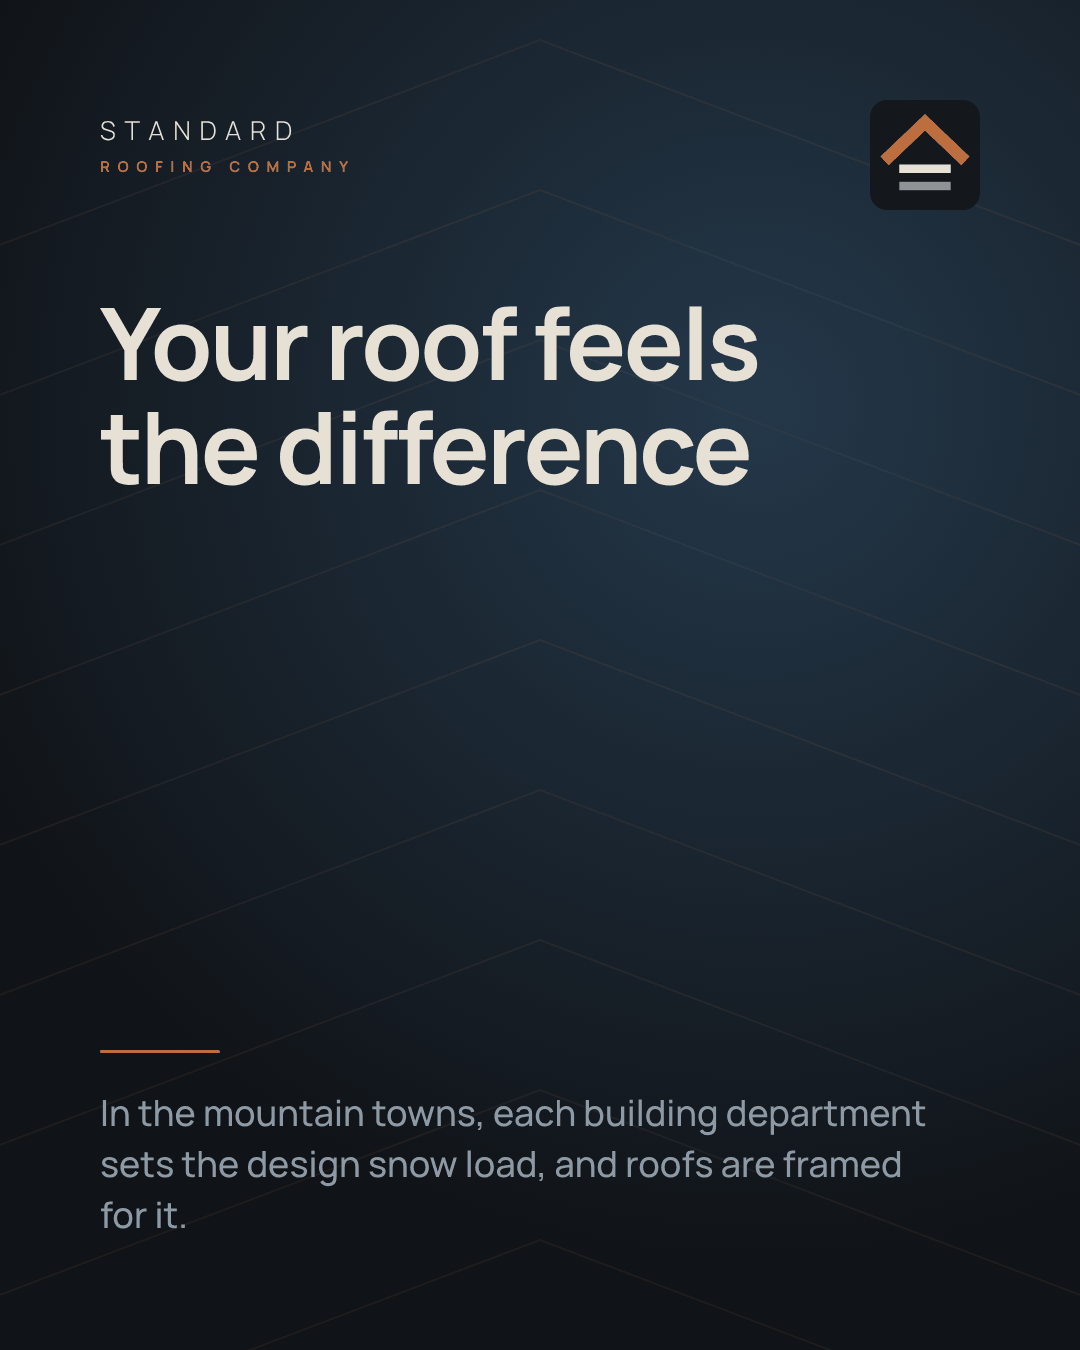 STANDARD
ROOFING COMPANY
Your roof feels
the difference
In the mountain towns, each building department
sets the design snow load, and roofs are framed
for it.